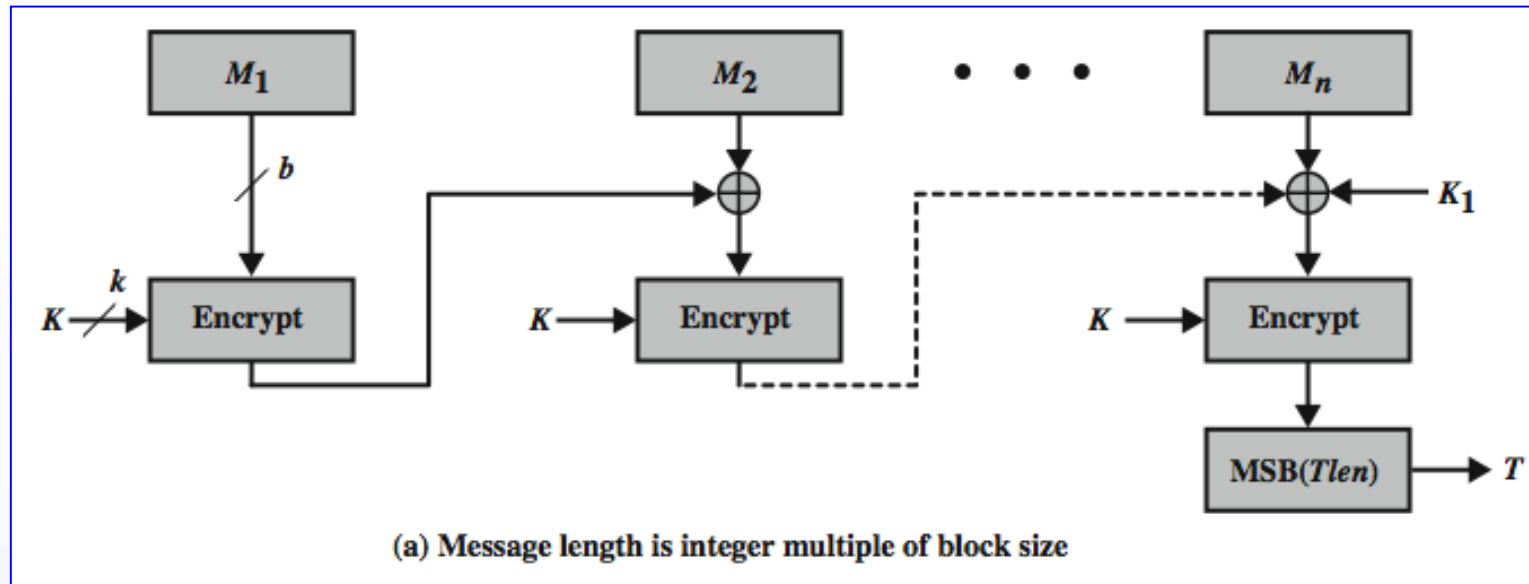 M1 M2 • • • Mn
b
K1
k
K Encrypt K Encrypt K Encrypt
MSB(Tlen) T
(a) Message length is integer multiple of block size